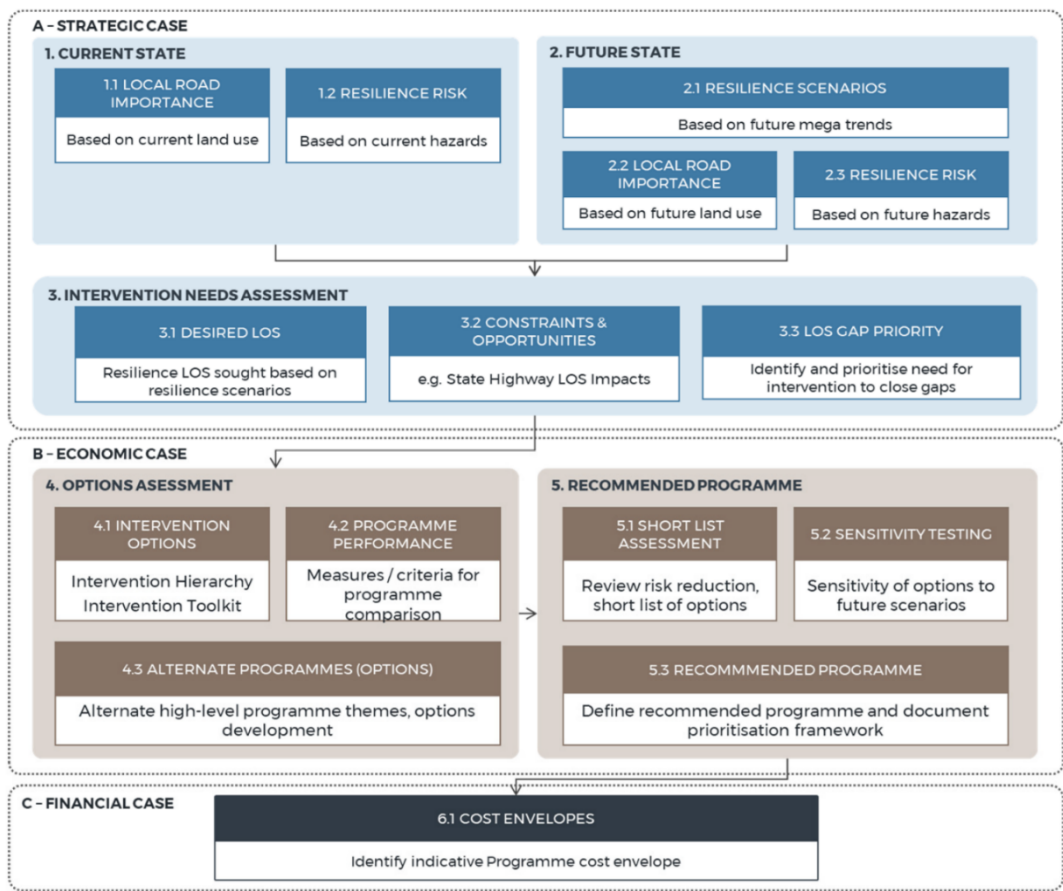 A – STRATEGIC CASE
1. CURRENT STATE
1.1 LOCAL ROAD
IMPORTANCE
Based on current land use
1.2 RESILIENCE RISK
Based on current hazards
2. FUTURE STATE
2.1 RESILIENCE SCENARIOS
Based on future mega trends
2.2 LOCAL ROAD
IMPORTANCE
Based on future land use
2.3 RESILIENCE RISK
Based on future hazards
3. INTERVENTION NEEDS ASSESSMENT
3.1 DESIRED LOS
Resilience LOS sought based on
resilience scenarios
3.2 CONSTRAINTS &
OPPORTUNITIES
e.g. State Highway LOS Impacts
3.3 LOS GAP PRIORITY
Identify and prioritise need for
intervention to close gaps
B – ECONOMIC CASE
4. OPTIONS ASESSMENT
4.1 INTERVENTION
OPTIONS
Intervention Hierarchy
Intervention Toolkit
4.2 PROGRAMME
PERFORMANCE
Measures / criteria for
programme
comparison
4.3 ALTERNATE PROGRAMMES (OPTIONS)
Alternate high-level programme themes, options
development
5. RECOMMENDED PROGRAMME
5.1 SHORT LIST
ASSESSMENT
Review risk reduction,
short list of options
5.2 SENSITIVITY TESTING
Sensitivity of options to
future scenarios
5.3 RECOMMMENDED PROGRAMME
Define recommended programme and document
prioritisation framework
C – FINANCIAL CASE
6.1 COST ENVELOPES
Identify indicative Programme cost envelope